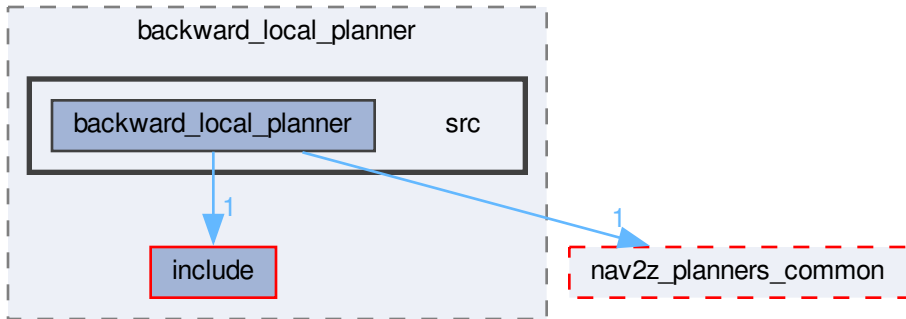 backward_local_planner
backward_local_planner
src
1
1
include
nav2z_planners_common